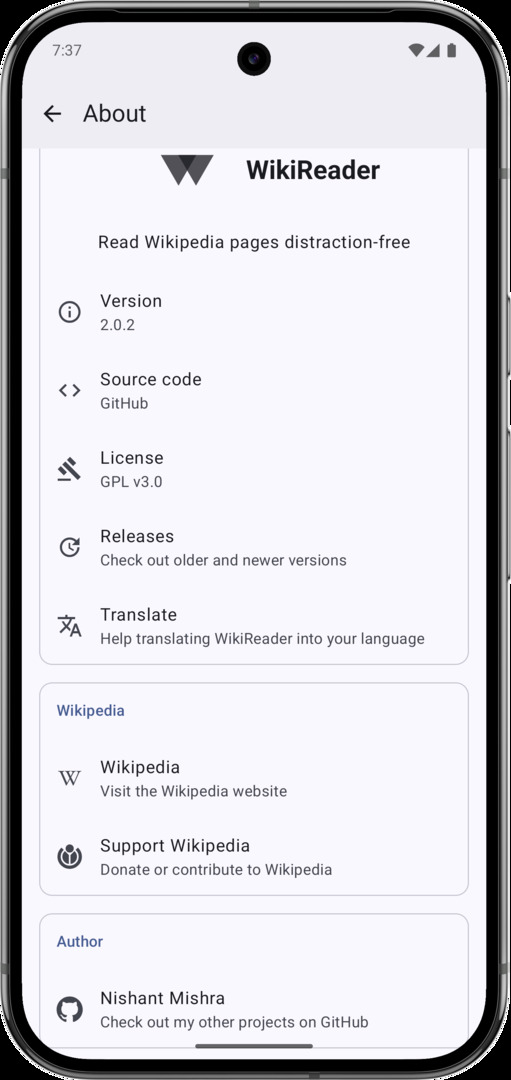 7:37
About
WikiReader
Read Wikipedia pages distraction-free
Version
2.0.2
Source code
GitHub
License
GPL v3.0
Releases
Check out older and newer versions
Translate
Help translating WikiReader into your language
Wikipedia
W
Wikipedia
Visit the Wikipedia website
Support Wikipedia
Donate or contribute to Wikipedia
Author
Nishant Mishra
Check out my other projects on GitHub